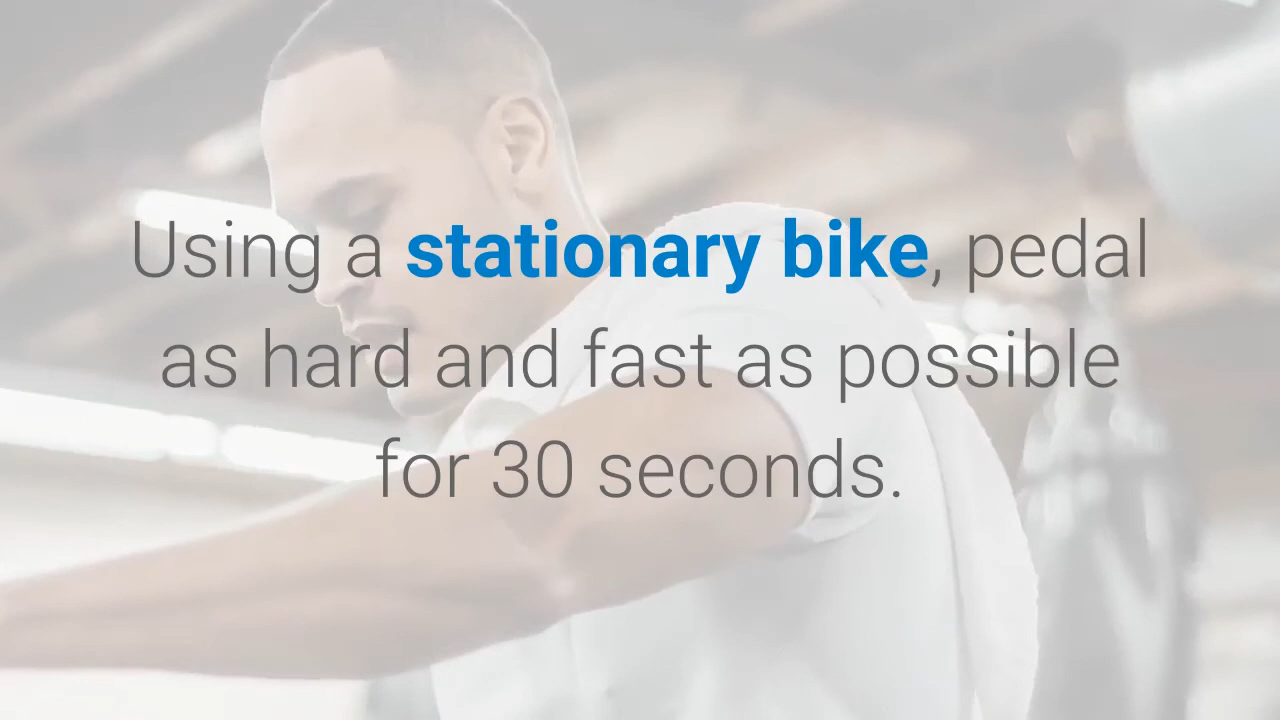 Using a stationary bike, pedal
as hard and fast as possible
for 30 seconds.